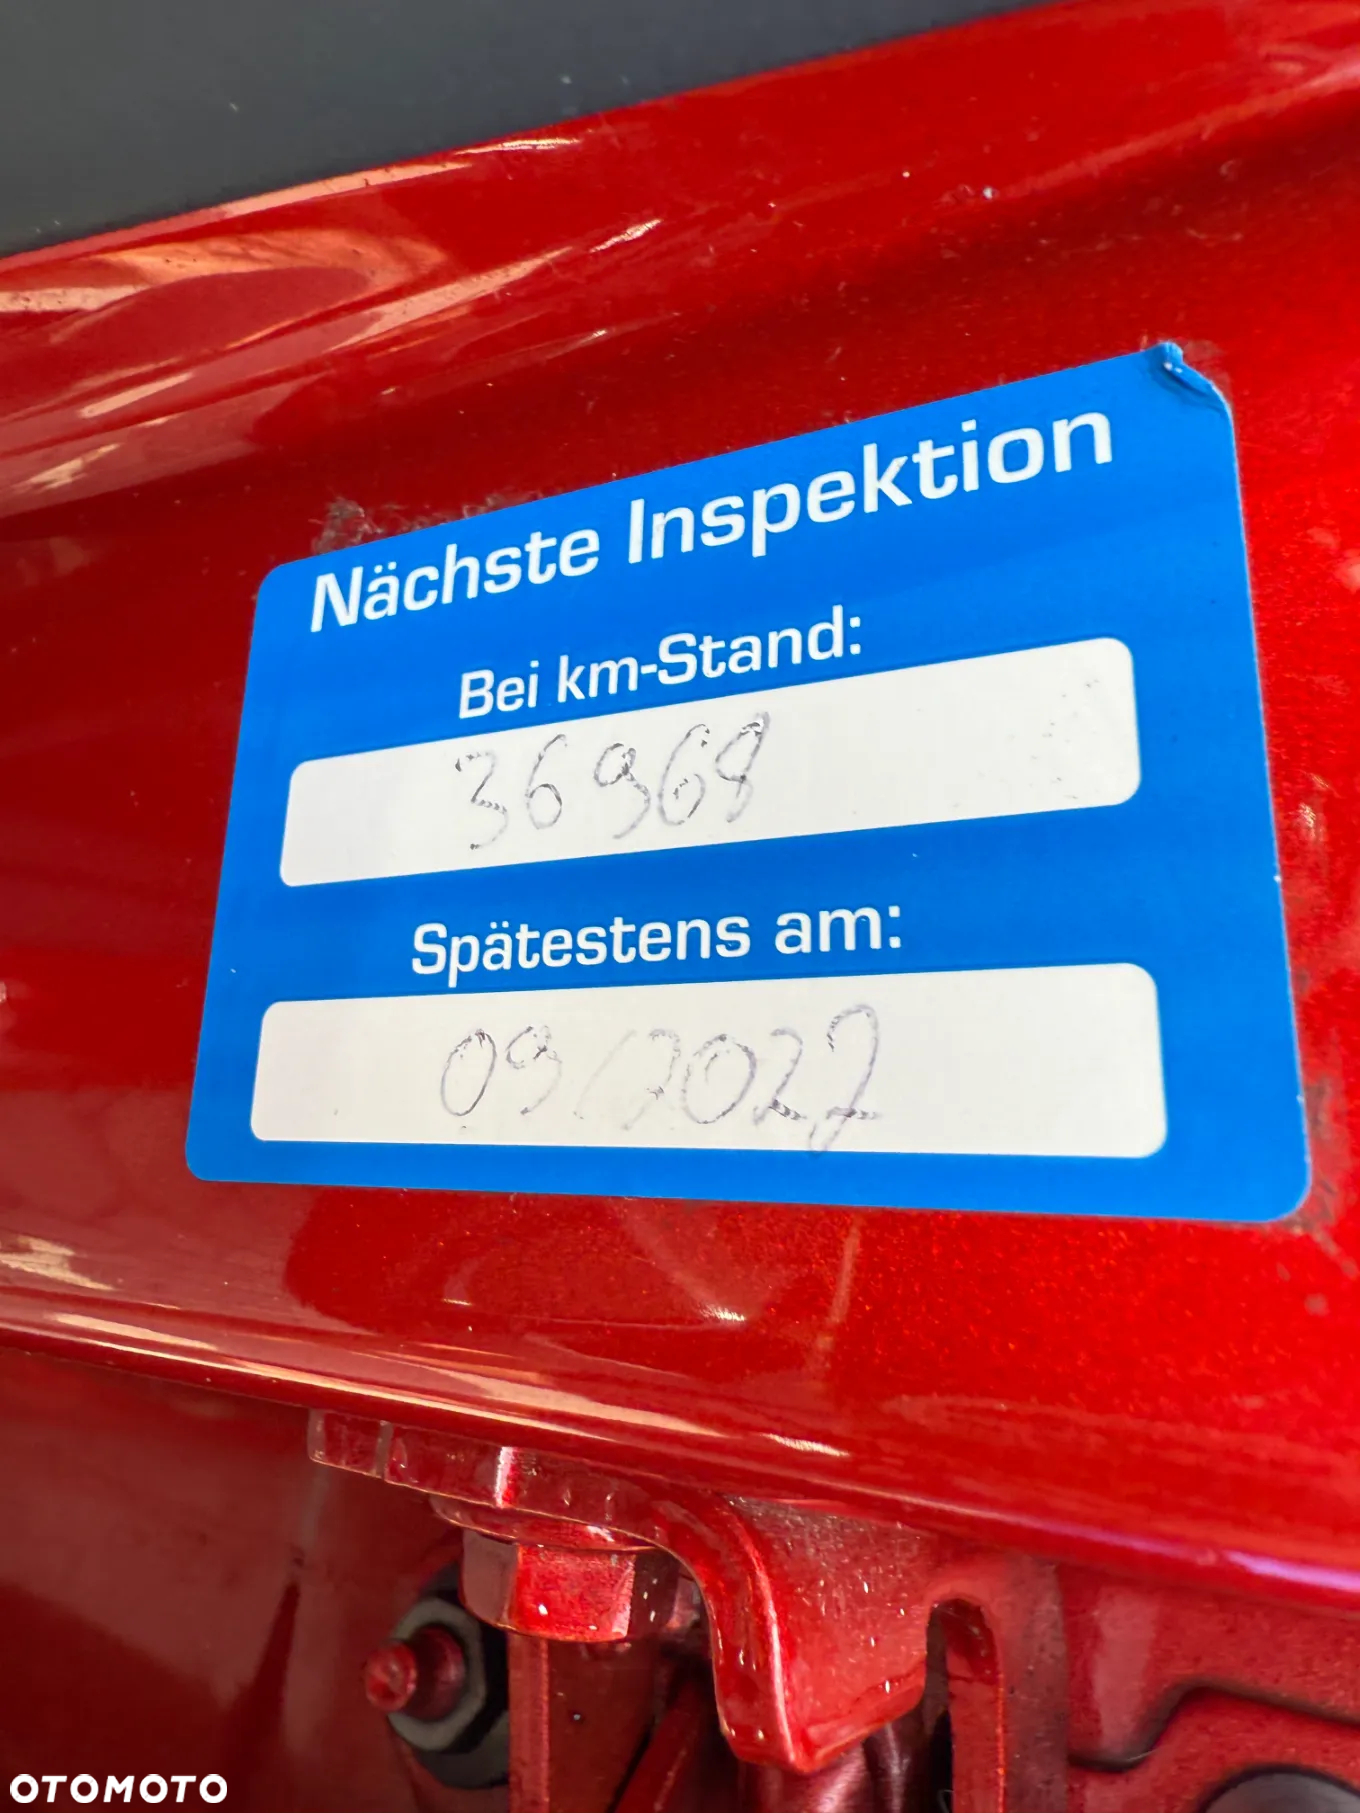 Nächste Inspektion
Bei km-Stand:
36968
Spätestens am:
09/2022
OTOMOTO